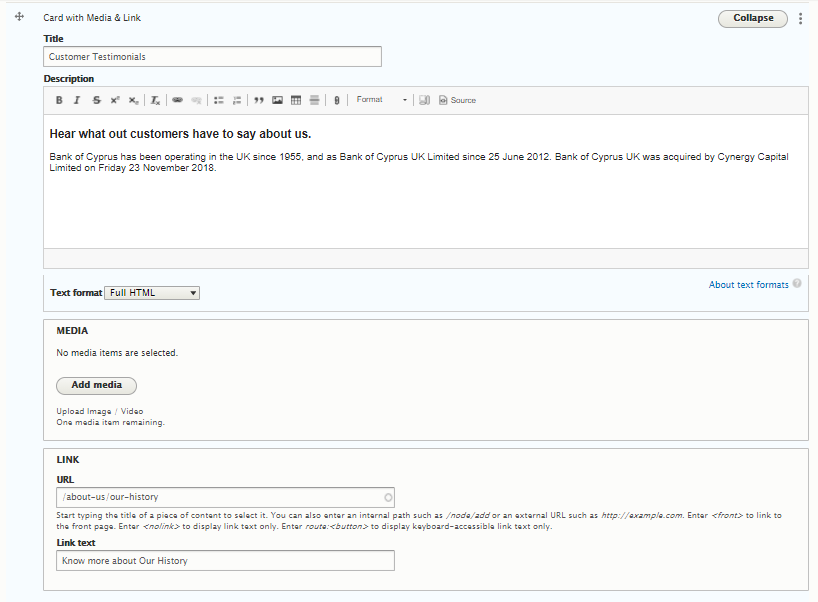 Card with Media & Link
Collapse
Title
Customer Testimonials
Description
B I S x² x₂ Ix
Format
Source
Hear what out customers have to say about us.
Bank of Cyprus has been operating in the UK since 1955, and as Bank of Cyprus UK Limited since 25 June 2012. Bank of Cyprus UK was acquired by Cynergy Capital
Limited on Friday 23 November 2018.
About text formats ?
Text format Full HTML
MEDIA
No media items are selected.
Add media
Upload Image / Video
One media item remaining.
LINK
URL
/about-us/our-history
Start typing the title of a piece of content to select it. You can also enter an internal path such as /node/add or an external URL such as http://example.com. Enter <front> to link to
the front page. Enter <nolink> to display link text only. Enter route:<button> to display keyboard-accessible link text only.
Link text
Know more about Our History